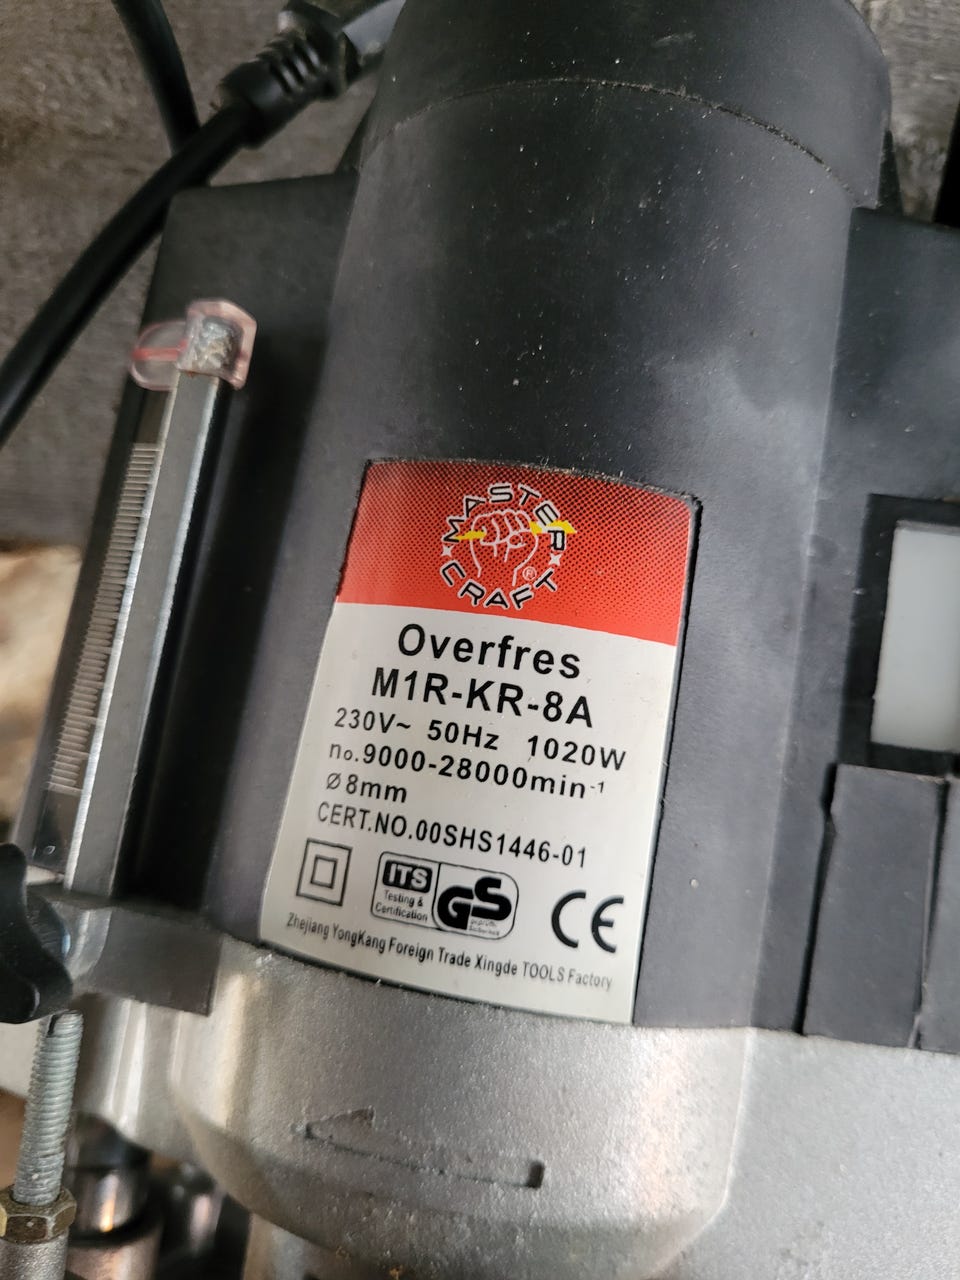 MASTER
CRAFT
®
Overfres
M1R-KR-8A
230V~ 50Hz 1020W
no.9000-28000min-1
Ø8mm
CERT.NO.00SHS1446-01
ITS
Testing &
Certification
GS
CE
Zhejiang YongKang Foreign Trade Xingde TOOLS Factory